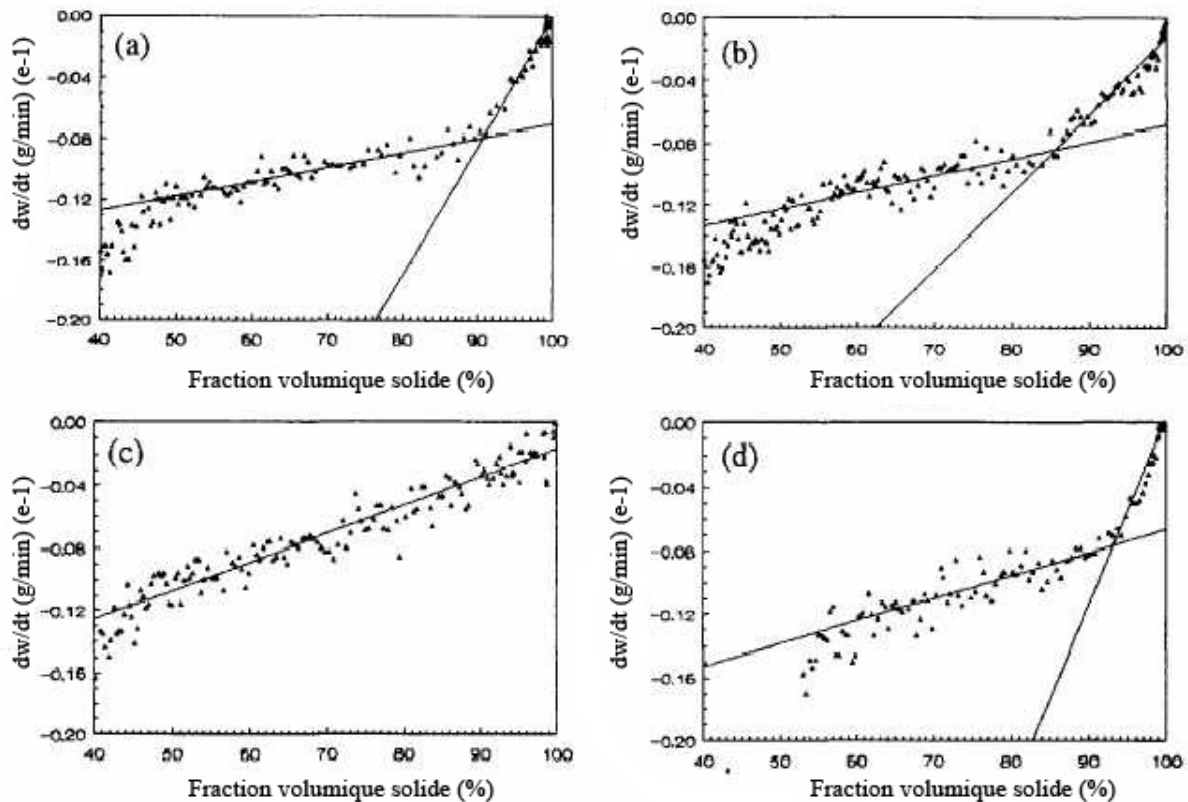 (a)
dw/dt (g/min) (e-1)
0.00
-0.04
-0.08
-0.12
-0.16
-0.20
40 50 60 70 80 90 100
Fraction volumique solide (%)
(b)
dw/dt (g/min) (e-1)
0.00
-0.04
-0.08
-0.12
-0.16
-0.20
40 50 60 70 80 90 100
Fraction volumique solide (%)
(c)
dw/dt (g/min) (e-1)
0.00
-0.04
-0.08
-0.12
-0.16
-0.20
40 50 60 70 80 90 100
Fraction volumique solide (%)
(d)
dw/dt (g/min) (e-1)
0.00
-0.04
-0.08
-0.12
-0.16
-0.20
40 50 60 70 80 90 100
Fraction volumique solide (%)